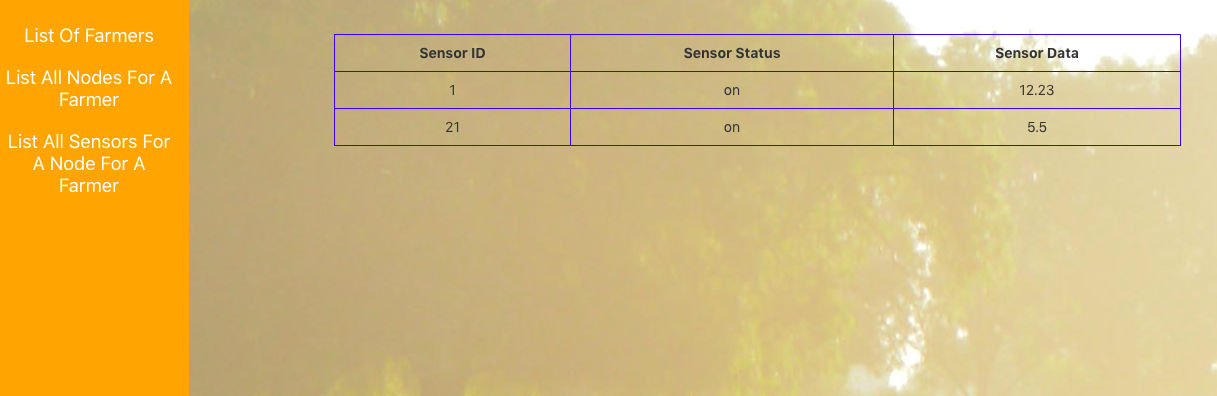 List Of Farmers
List All Nodes For A
Farmer
List All Sensors For
A Node For A
Farmer
Sensor ID Sensor Status Sensor Data
1 on 12.23
21 on 5.5